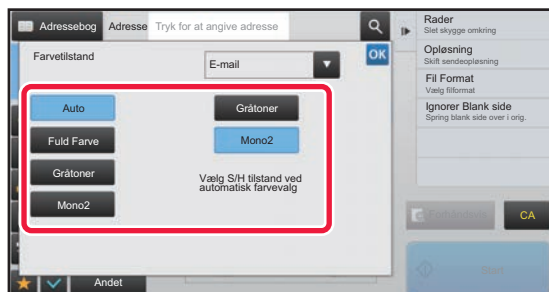 Adressebog
Adresse
Tryk for at angive adresse
Farvetilstand
E-mail
OK
Auto
Fuld Farve
Gråtoner
Mono2
Gråtoner
Mono2
Vælg S/H tilstand ved
automatisk farvevalg
Andet
Rader
Slet skygge omkring
Opløsning
Skift sendeopløsning
Fil Format
Vælg filformat
Ignorer Blank side
Spring blank side over i orig.
CA
Start